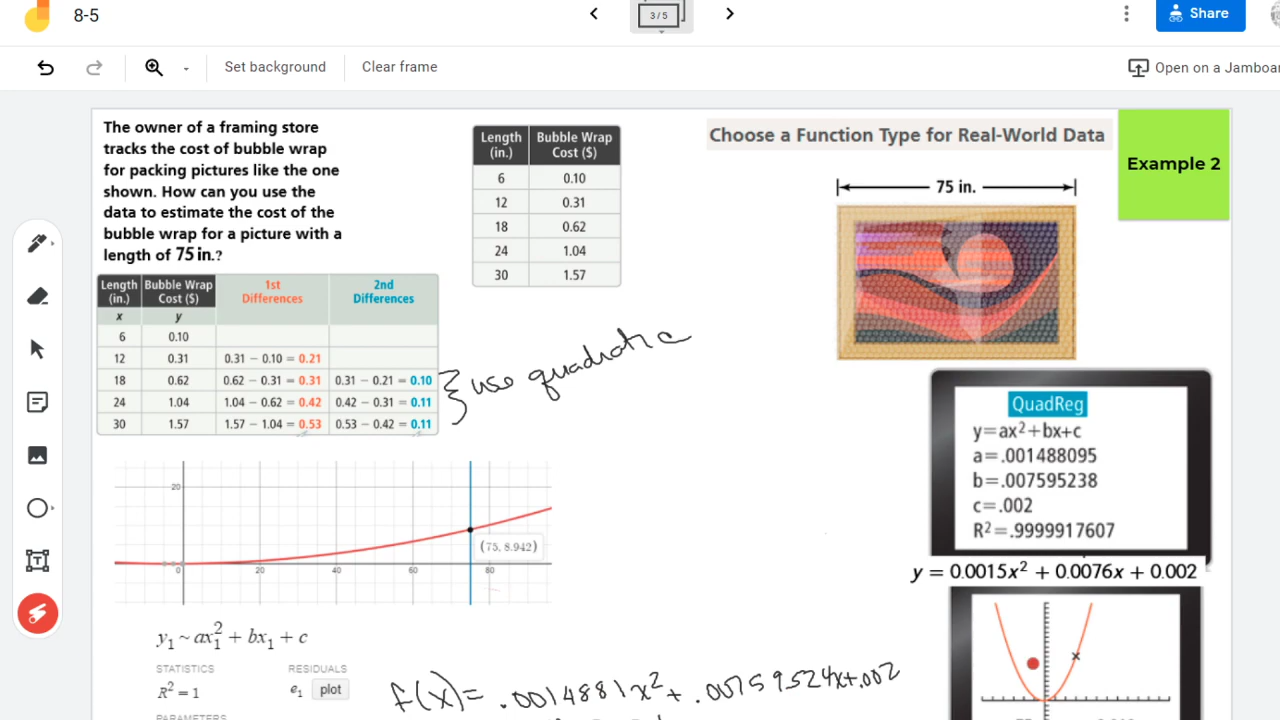 8-5
3 / 5
Share
Set background
Clear frame
Open on a Jamboar
The owner of a framing store
tracks the cost of bubble wrap
for packing pictures like the one
shown. How can you use the
data to estimate the cost of the
bubble wrap for a picture with a
length of 75 in.?
Length (in.) Bubble Wrap Cost ($)
6 0.10
12 0.31
18 0.62
24 1.04
30 1.57
Choose a Function Type for Real-World Data
Example 2
75 in.
Length (in.) Bubble Wrap Cost ($) 1st Differences 2nd Differences
x y
6 0.10
12 0.31 0.31 − 0.10 = 0.21
18 0.62 0.62 − 0.31 = 0.31 0.31 − 0.21 = 0.10
24 1.04 1.04 − 0.62 = 0.42 0.42 − 0.31 = 0.11
30 1.57 1.57 − 1.04 = 0.53 0.53 − 0.42 = 0.11
use quadratic
QuadReg
y=ax²+bx+c
a=.001488095
b=.007595238
c=.002
R²=.9999917607
y = 0.0015x² + 0.0076x + 0.002
20
(75, 8.942)
0 20 40 60 80
y₁ ~ ax₁² + bx₁ + c
STATISTICS RESIDUALS
R² = 1 e₁ plot
PARAMETERS
f(x)= .0014881x² + .00759524x+.002